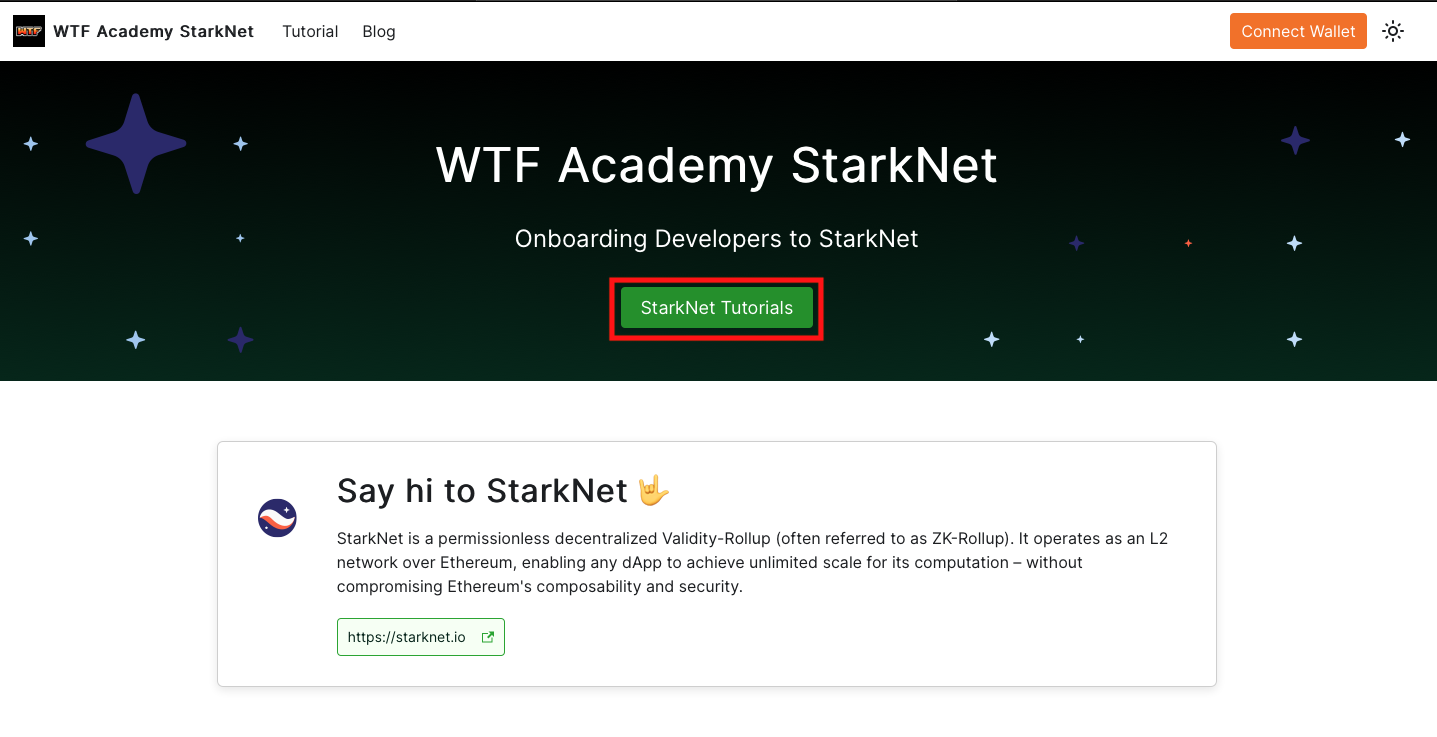 WTF WTF Academy StarkNet Tutorial Blog Connect Wallet
WTF Academy StarkNet
Onboarding Developers to StarkNet
StarkNet Tutorials
Say hi to StarkNet 🤟
StarkNet is a permissionless decentralized Validity-Rollup (often referred to as ZK-Rollup). It operates as an L2
network over Ethereum, enabling any dApp to achieve unlimited scale for its computation – without
compromising Ethereum's composability and security.
https://starknet.io